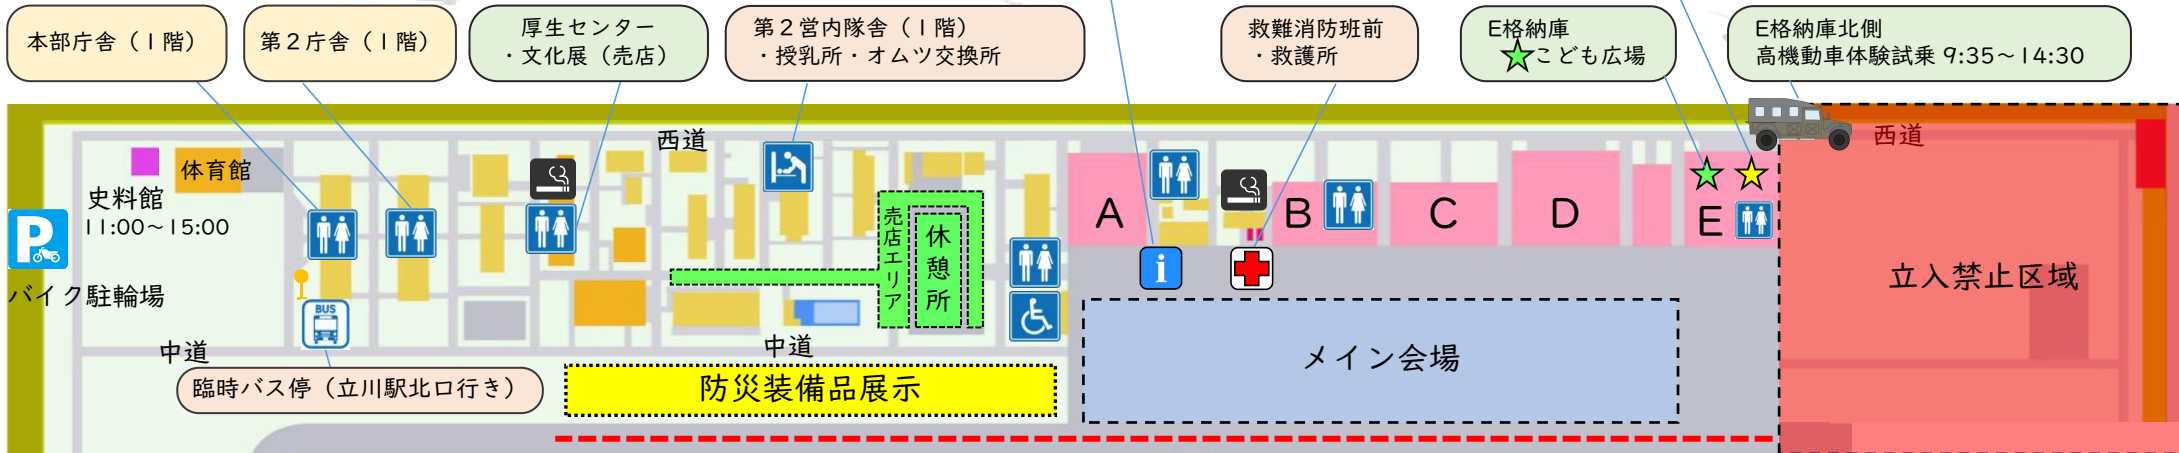 本部庁舎（1階）
第2庁舎（1階）
厚生センター
・文化展（売店）
第2営内隊舎（1階）
・授乳所・オムツ交換所
救難消防班前
・救護所
E格納庫
こども広場
E格納庫北側
高機動車体験試乗 9:35～14:30
西道
西道
体育館
史料館
11:00～15:00
P
バイク駐輪場
BUS
中道
臨時バス停（立川駅北口行き）
売店エリア
休憩所
中道
防災装備品展示
A
B
C
D
E
i
メイン会場
立入禁止区域